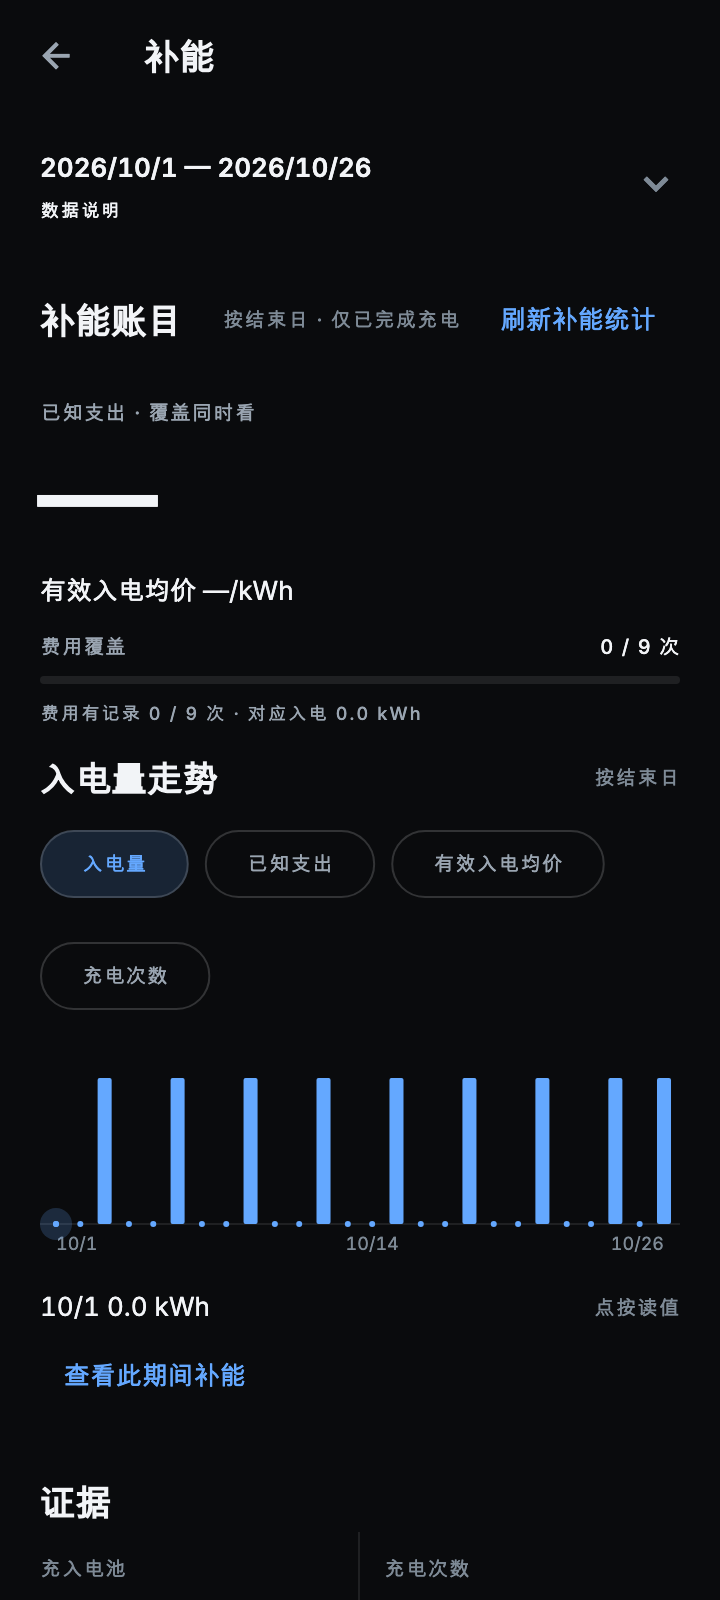 补能
2026/10/1 — 2026/10/26
数据说明
补能账目 按结束日 · 仅已完成充电 刷新补能统计
已知支出 · 覆盖同时看
—
有效入电均价 —/kWh
费用覆盖 0 / 9 次
费用有记录 0 / 9 次 · 对应入电 0.0 kWh
入电量走势 按结束日
入电量 已知支出 有效入电均价
充电次数
10/1 10/14 10/26
10/1 0.0 kWh 点按读值
查看此期间补能
证据
充入电池 充电次数